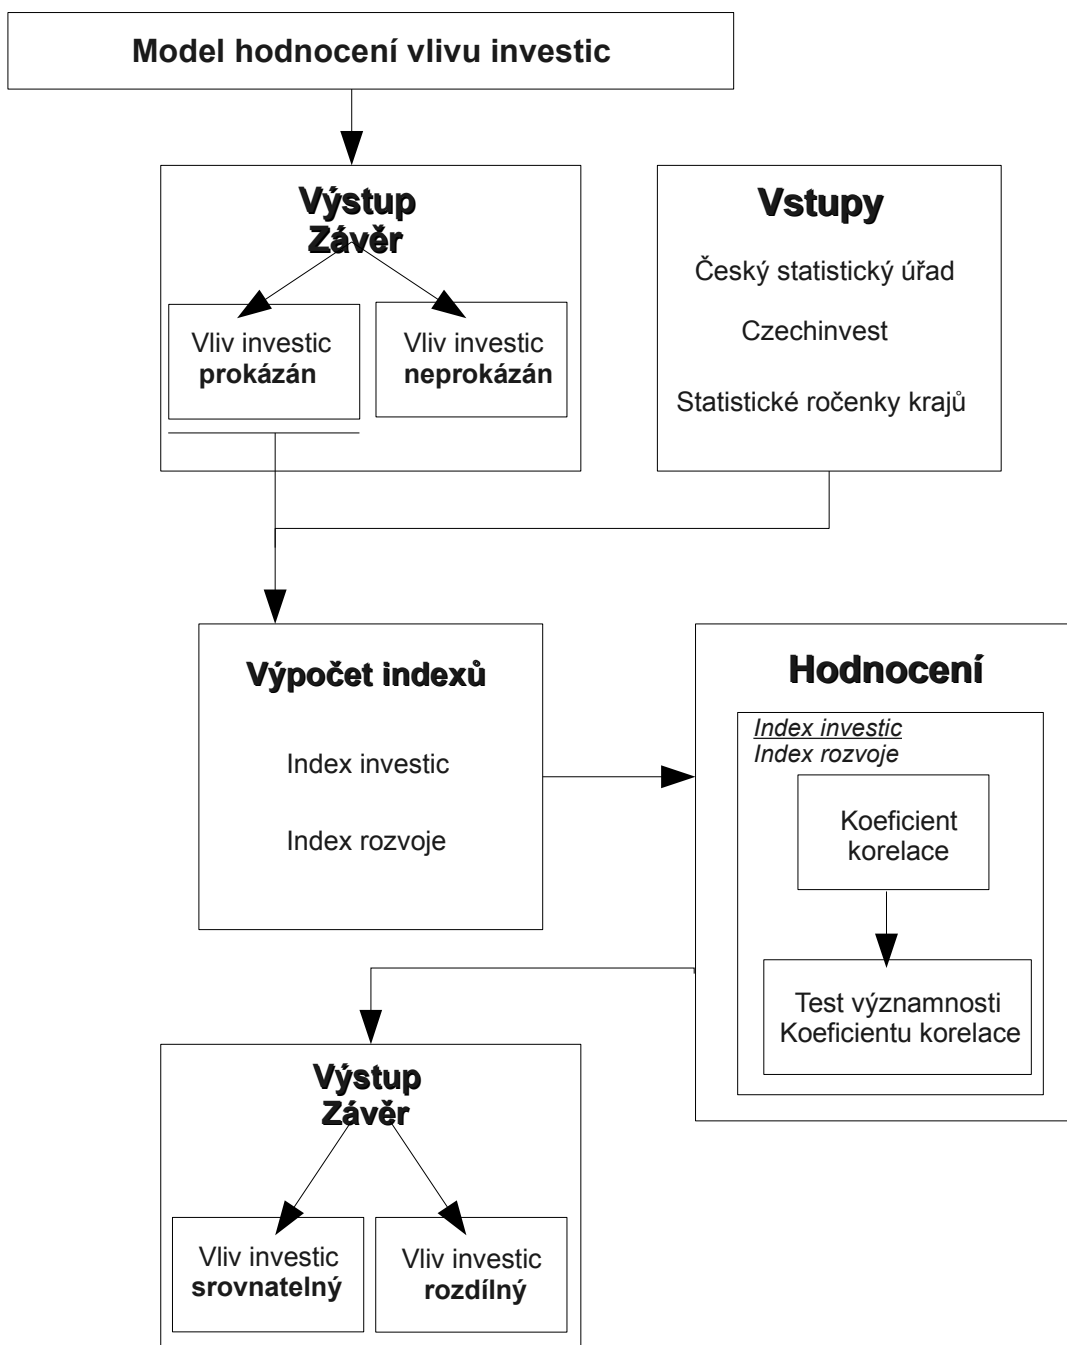 Model hodnocení vlivu investic
Výstup
Závěr
Vliv investic
prokázán
Vliv investic
neprokázán
Vstupy
Český statistický úřad
Czechinvest
Statistické ročenky krajů
Výpočet indexů
Index investic
Index rozvoje
Hodnocení
Index investic
Index rozvoje
Koeficient
korelace
Test významnosti
Koeficientu korelace
Výstup
Závěr
Vliv investic
srovnatelný
Vliv investic
rozdílný